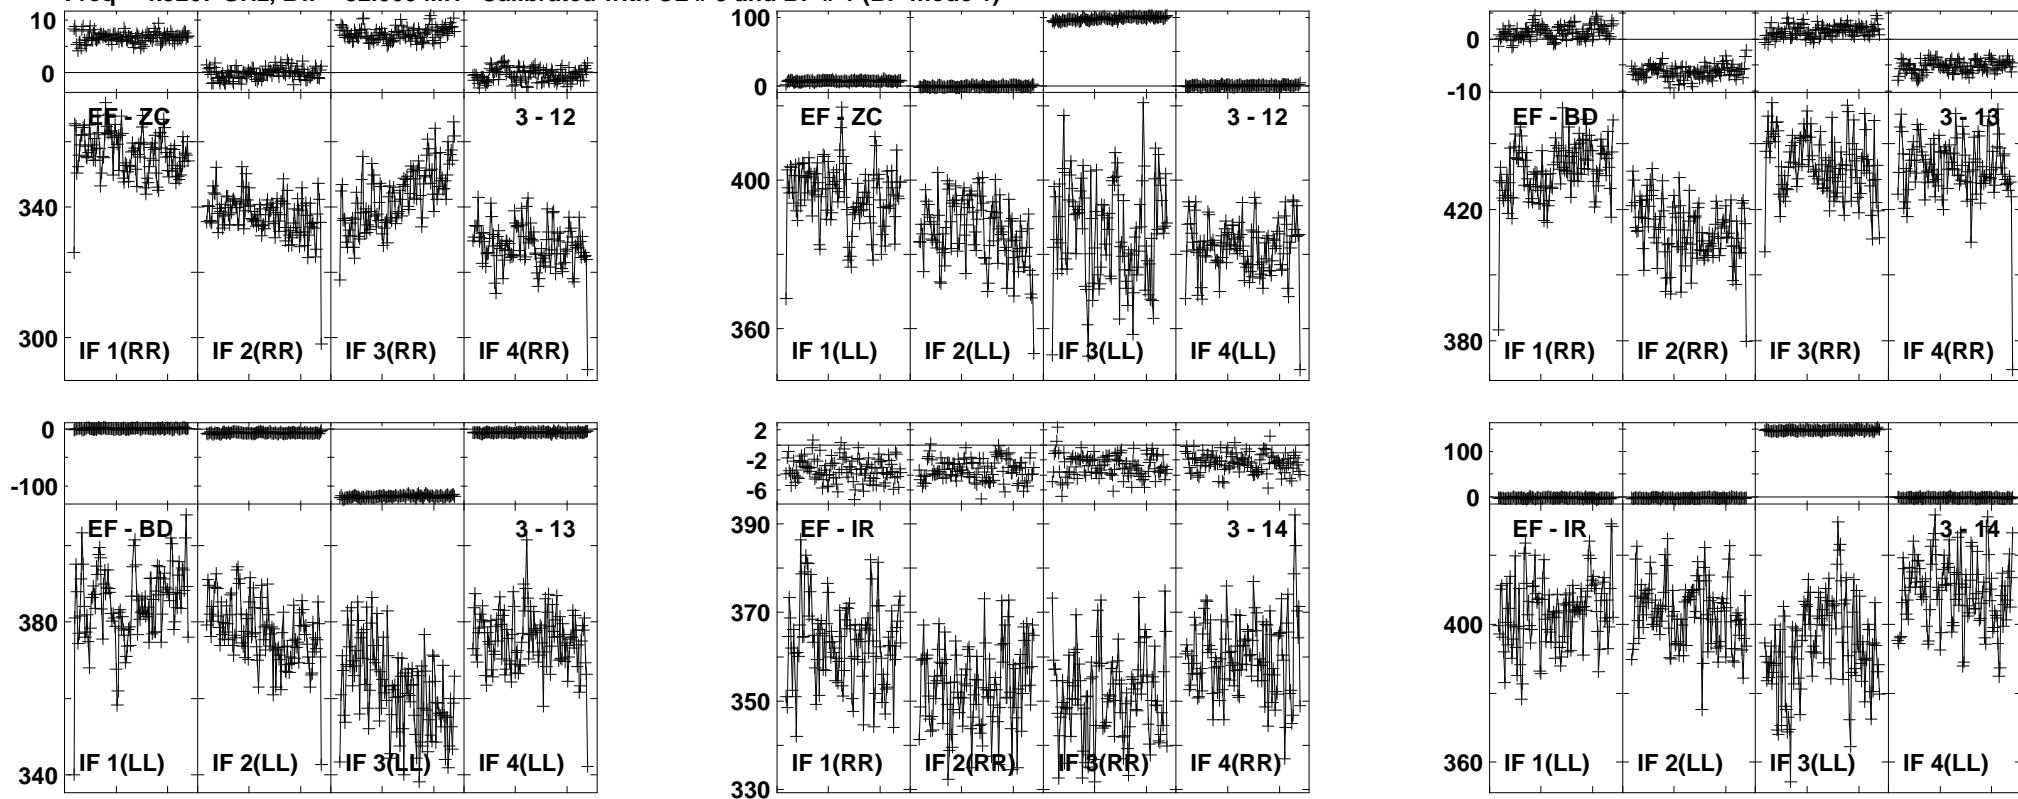 10
0
EF - ZC
3 - 12
340
300
IF 1(RR)
IF 2(RR)
IF 3(RR)
IF 4(RR)
100
0
EF - ZC
3 - 12
400
360
IF 1(LL)
IF 2(LL)
IF 3(LL)
IF 4(LL)
0
-10
EF - BD
3 - 13
420
380
IF 1(RR)
IF 2(RR)
IF 3(RR)
IF 4(RR)
0
-100
EF - BD
3 - 13
380
340
IF 1(LL)
IF 2(LL)
IF 3(LL)
IF 4(LL)
2
-2
-6
EF - IR
3 - 14
390
370
350
330
IF 1(RR)
IF 2(RR)
IF 3(RR)
IF 4(RR)
100
0
EF - IR
3 - 14
400
360
IF 1(LL)
IF 2(LL)
IF 3(LL)
IF 4(LL)